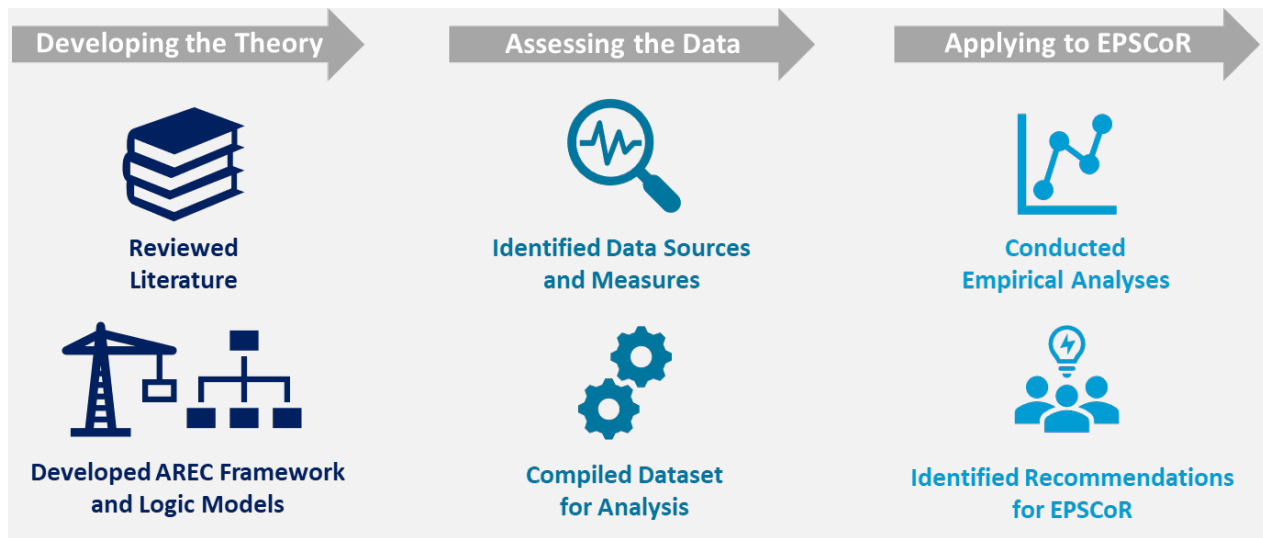 Developing the Theory
Assessing the Data
Applying to EPSCoR
Reviewed
Literature
Identified Data Sources
and Measures
Conducted
Empirical Analyses
Developed AREC Framework
and Logic Models
Compiled Dataset
for Analysis
Identified Recommendations
for EPSCoR